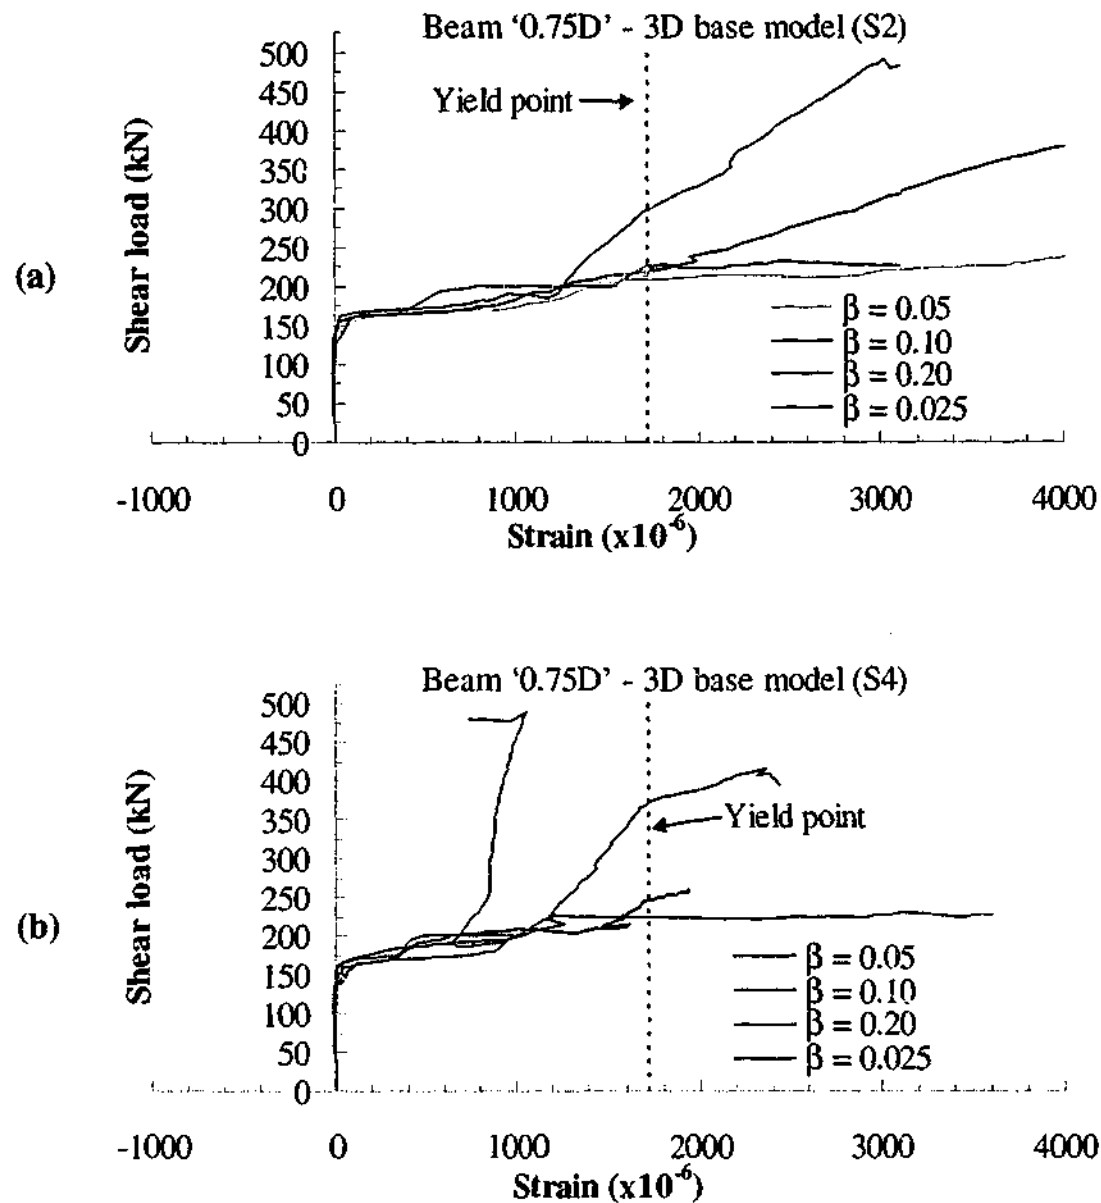 Beam ‘0.75D’ - 3D base model (S2)
500
450
400
350
300
250
200
150
100
50
0
Shear load (kN)
Yield point
(a)
β = 0.05
β = 0.10
β = 0.20
β = 0.025
-1000 0 1000 2000 3000 4000
Strain (x10⁻⁶)
Beam ‘0.75D’ - 3D base model (S4)
500
450
400
350
300
250
200
150
100
50
0
Shear load (kN)
Yield point
(b)
β = 0.05
β = 0.10
β = 0.20
β = 0.025
-1000 0 1000 2000 3000 4000
Strain (x10⁻⁶)